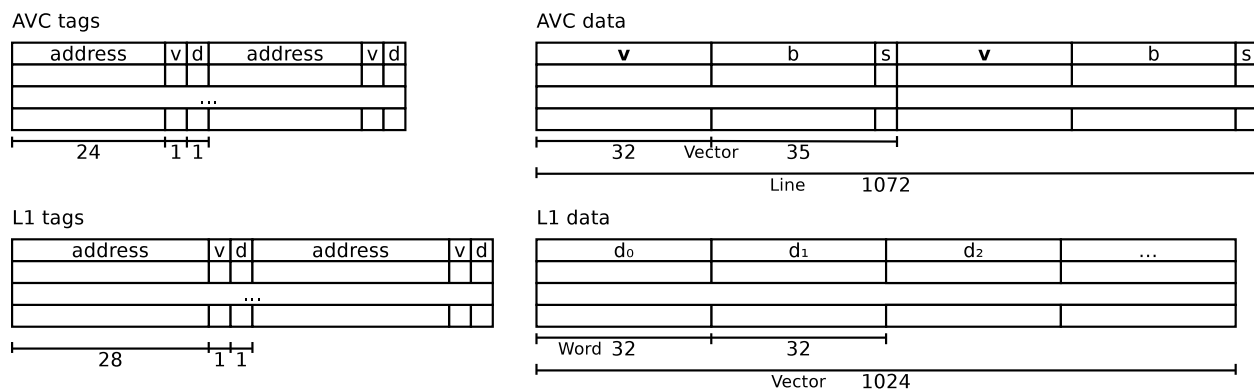 AVC tags
address v d address v d
...
24 1 1
AVC data
v b s v b s
32 Vector 35
Line 1072
L1 tags
address v d address v d
...
28 1 1
L1 data
d₀ d₁ d₂ ...
Word 32 32
Vector 1024